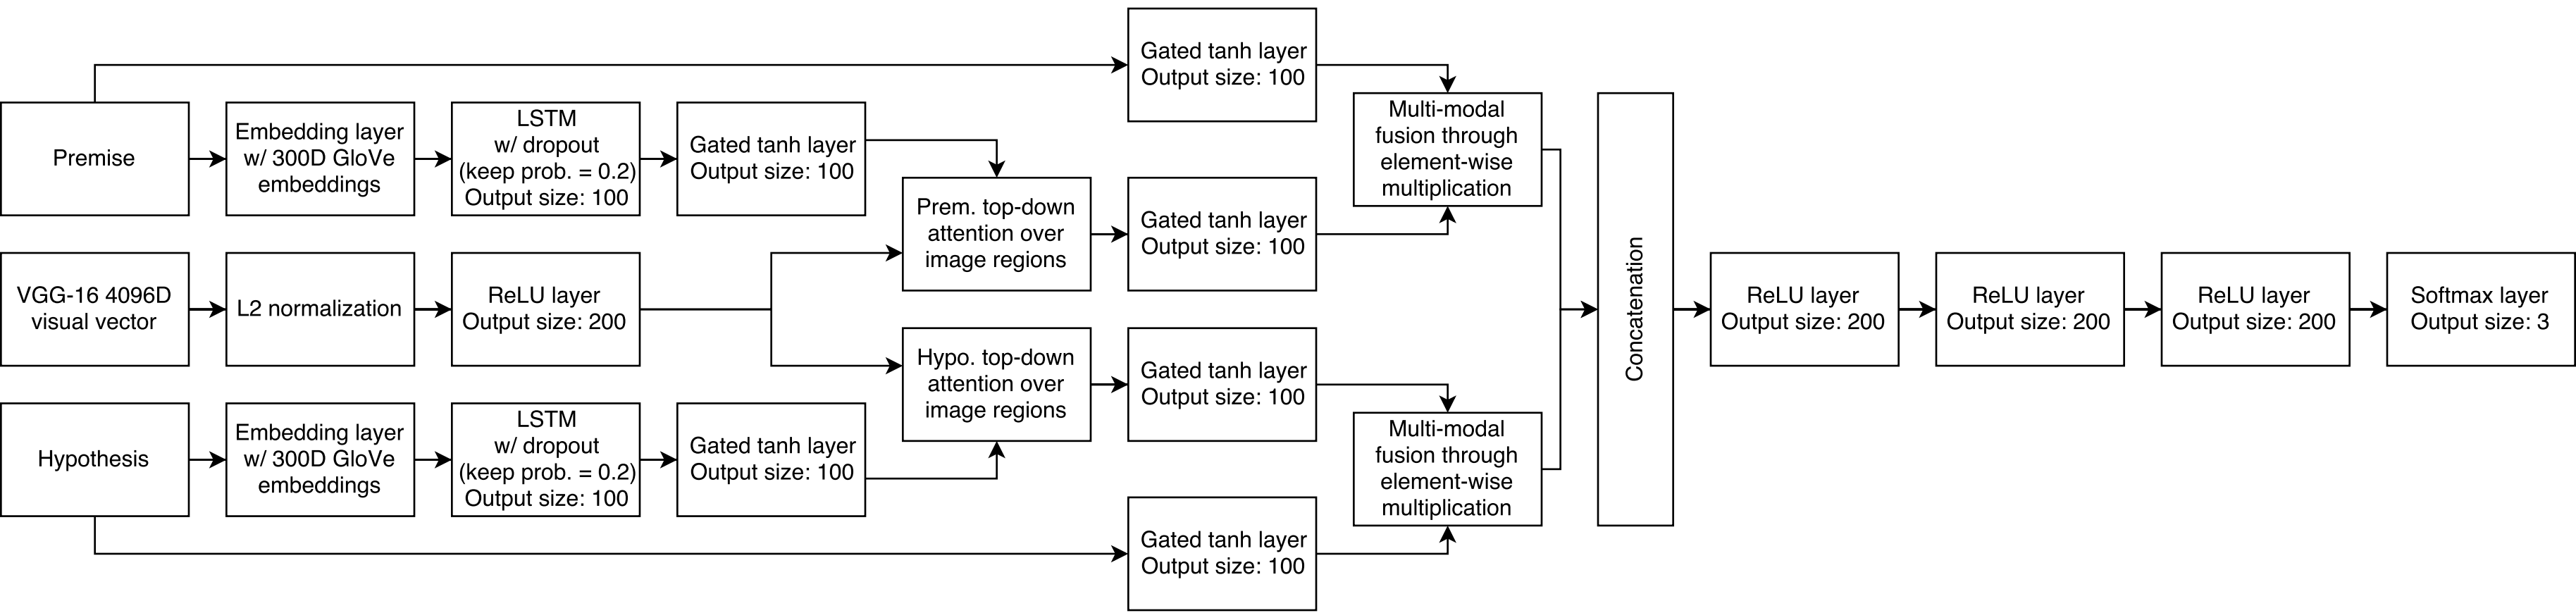 Gated tanh layer
Output size: 100
Premise
Embedding layer
w/ 300D GloVe
embeddings
LSTM
w/ dropout
(keep prob. = 0.2)
Output size: 100
Gated tanh layer
Output size: 100
Multi-modal
fusion through
element-wise
multiplication
Prem. top-down
attention over
image regions
Gated tanh layer
Output size: 100
VGG-16 4096D
visual vector
L2 normalization
ReLU layer
Output size: 200
Concatenation
ReLU layer
Output size: 200
ReLU layer
Output size: 200
ReLU layer
Output size: 200
Softmax layer
Output size: 3
Hypo. top-down
attention over
image regions
Gated tanh layer
Output size: 100
Hypothesis
Embedding layer
w/ 300D GloVe
embeddings
LSTM
w/ dropout
(keep prob. = 0.2)
Output size: 100
Gated tanh layer
Output size: 100
Multi-modal
fusion through
element-wise
multiplication
Gated tanh layer
Output size: 100